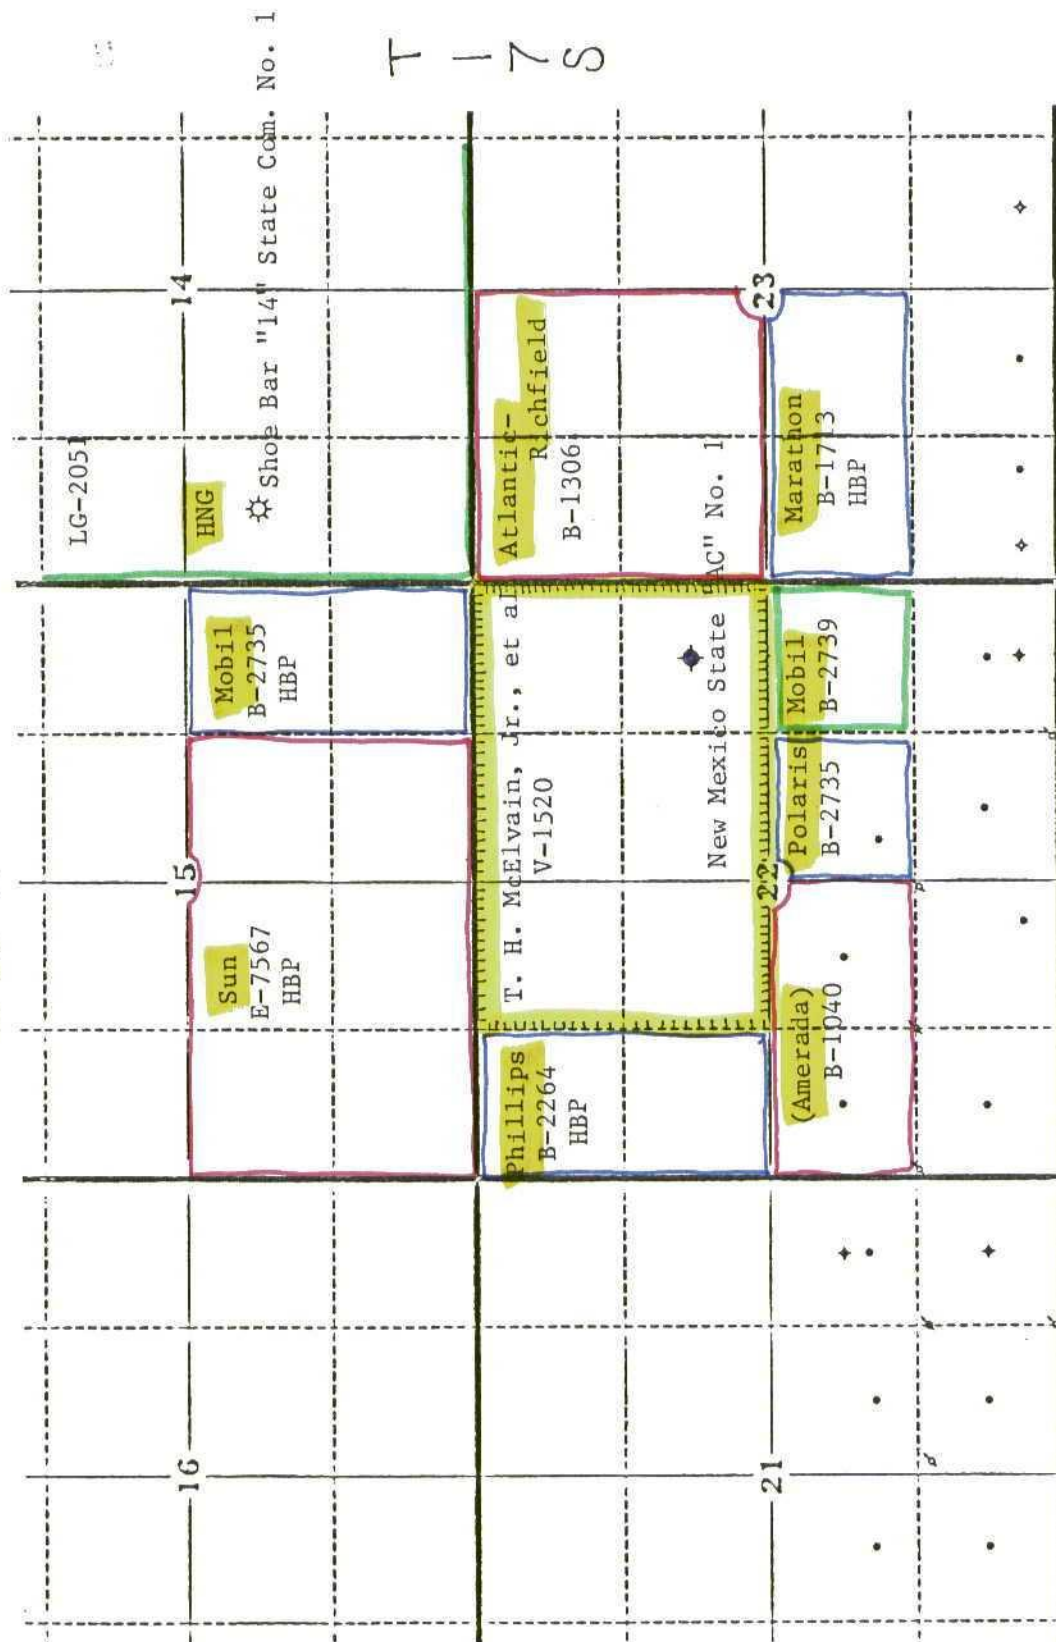 LG-2051
T
1
7
S
16
15
14
Sun
E-7567
HBP
Mobil
B-2735
HBP
HNG
Shoe Bar "14" State Com. No. 1
Phillips
B-2264
HBP
T. H. McElvain, Jr., et al
V-1520
New Mexico State "AC" No. 1
Atlantic-
Richfield
B-1306
21
22
23
(Amerada)
B-1040
Polaris
B-2735
Mobil
B-2739
Marathon
B-1713
HBP